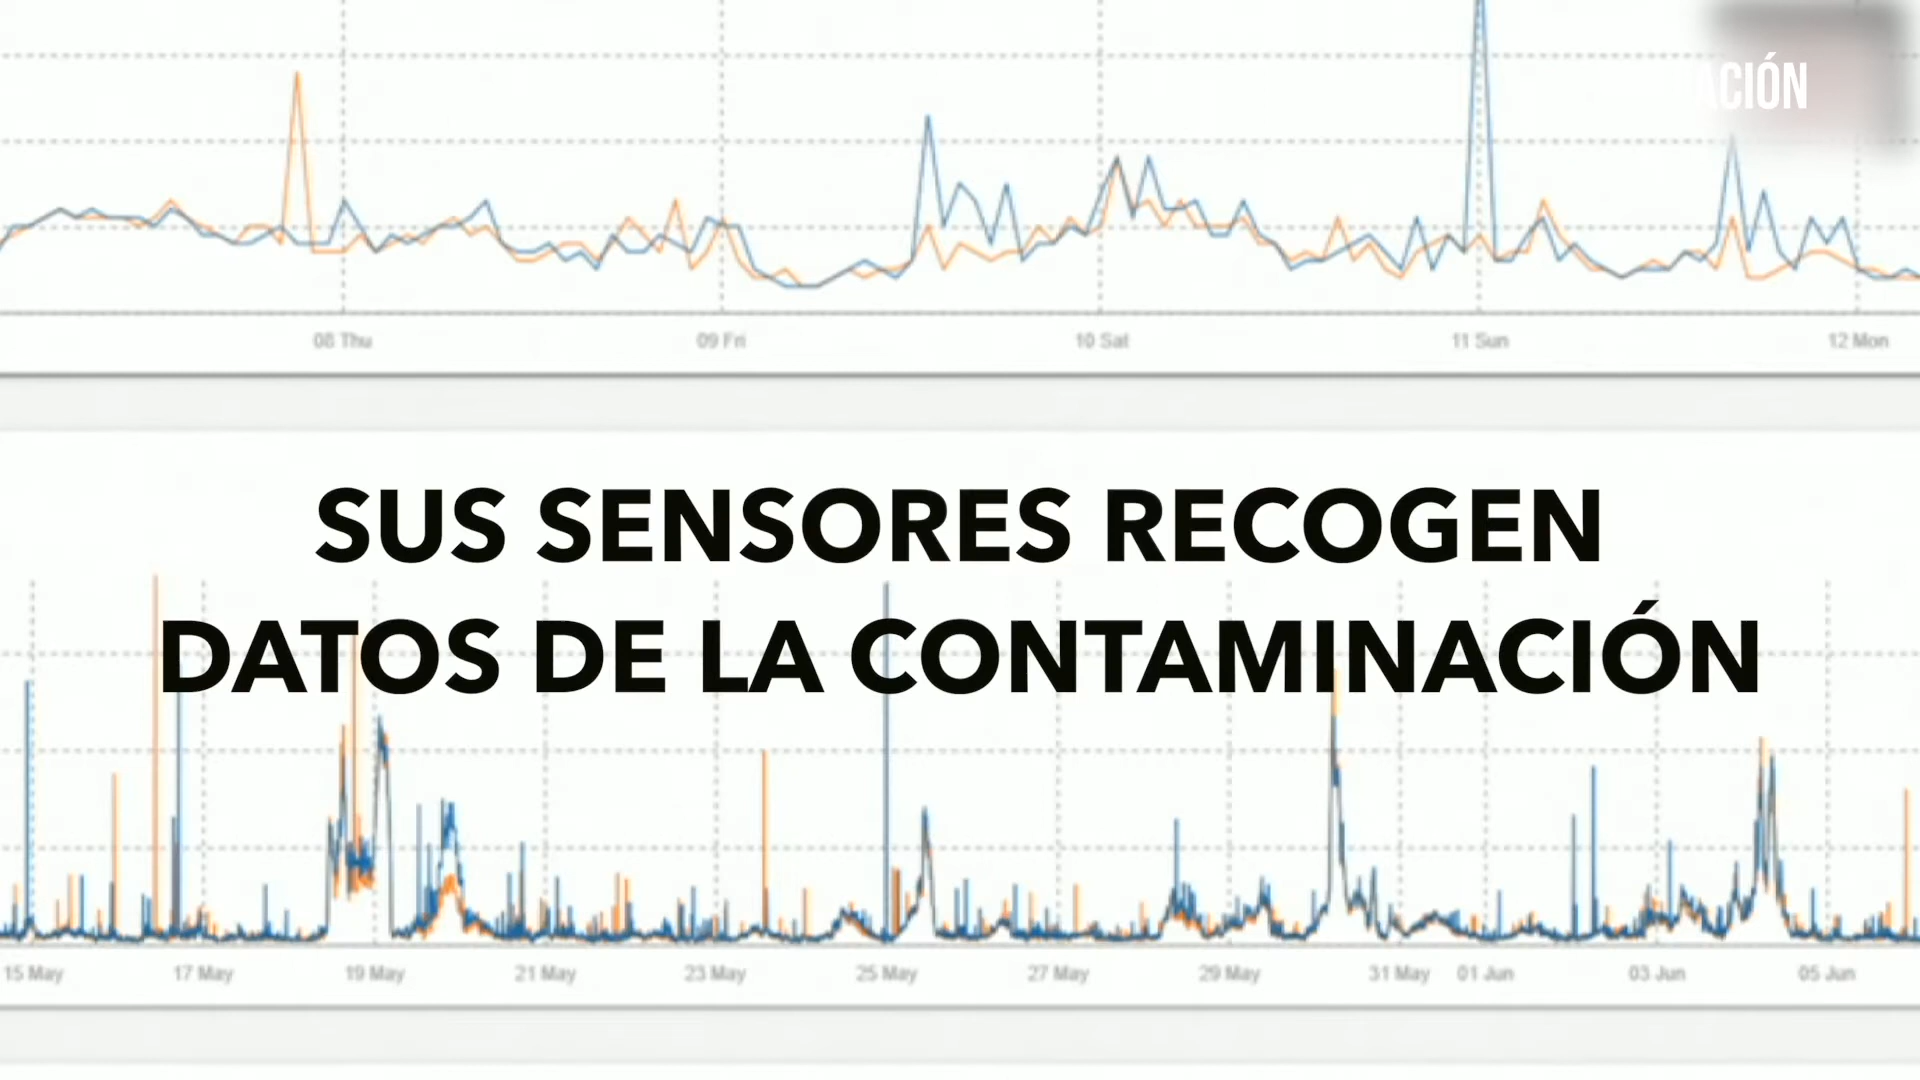 ACIÓN
08 Thu 09 Fri 10 Sat 11 Sun 12 Mon
SUS SENSORES RECOGEN
DATOS DE LA CONTAMINACIÓN
15 May 17 May 19 May 21 May 23 May 25 May 27 May 29 May 31 May 01 Jun 03 Jun 05 Jun